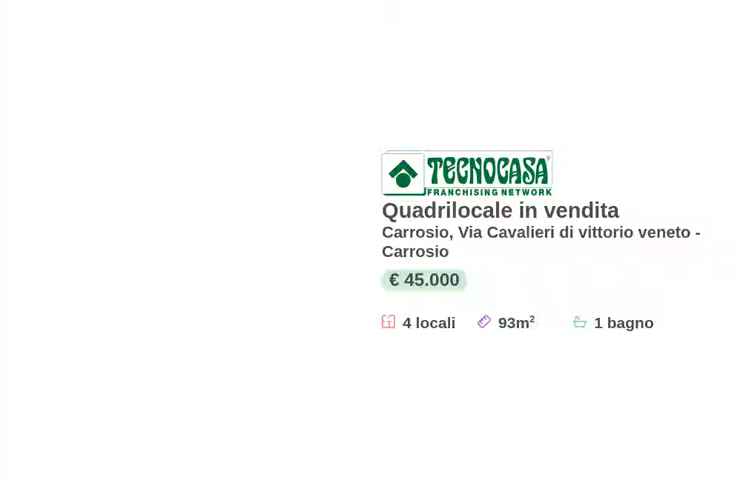 TECNOCASA
FRANCHISING NETWORK
Quadrilocale in vendita
Carrosio, Via Cavalieri di vittorio veneto -
Carrosio
€ 45.000
4 locali 93m² 1 bagno